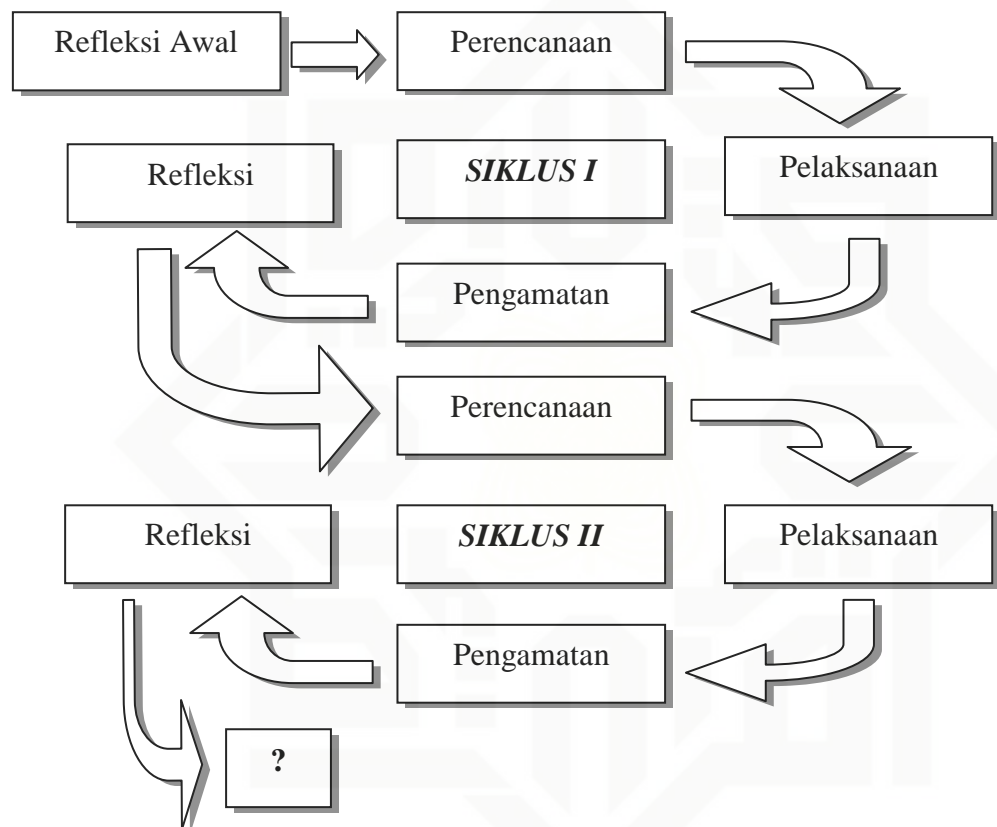 Refleksi Awal
Perencanaan
Refleksi
SIKLUS I
Pelaksanaan
Pengamatan
Perencanaan
Refleksi
SIKLUS II
Pelaksanaan
Pengamatan
?